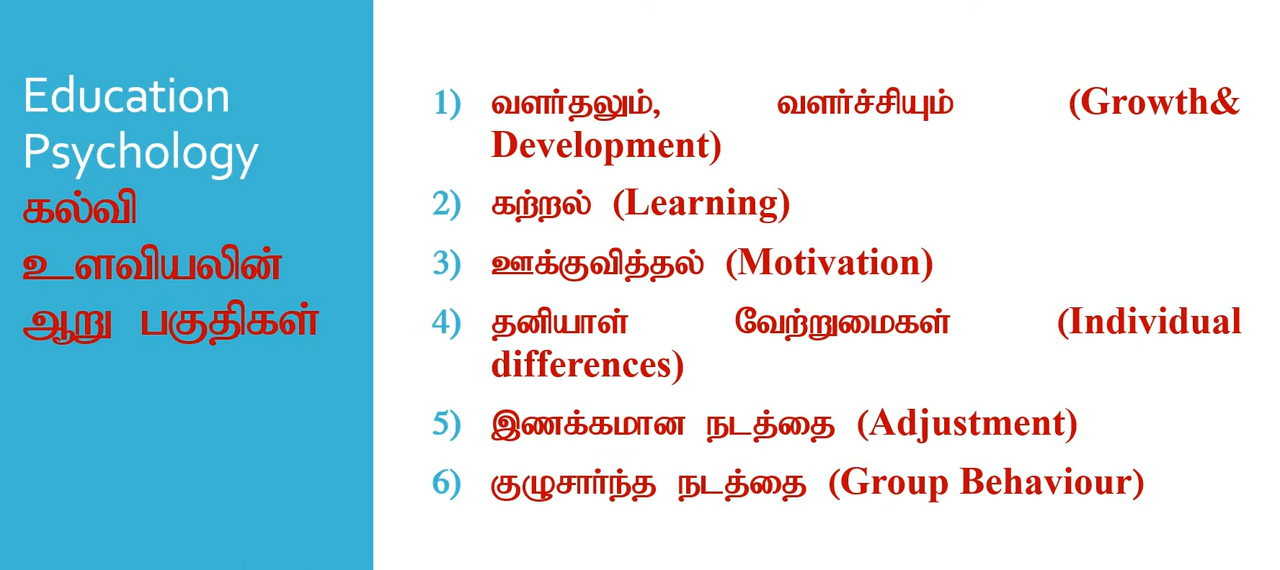 Education
Psychology
கல்வி
உளவியலின்
ஆறு பகுதிகள்
1) வளர்தலும், வளர்ச்சியும் (Growth&
Development)
2) கற்றல் (Learning)
3) ஊக்குவித்தல் (Motivation)
4) தனியாள் வேற்றுமைகள் (Individual
differences)
5) இணக்கமான நடத்தை (Adjustment)
6) குழுசார்ந்த நடத்தை (Group Behaviour)